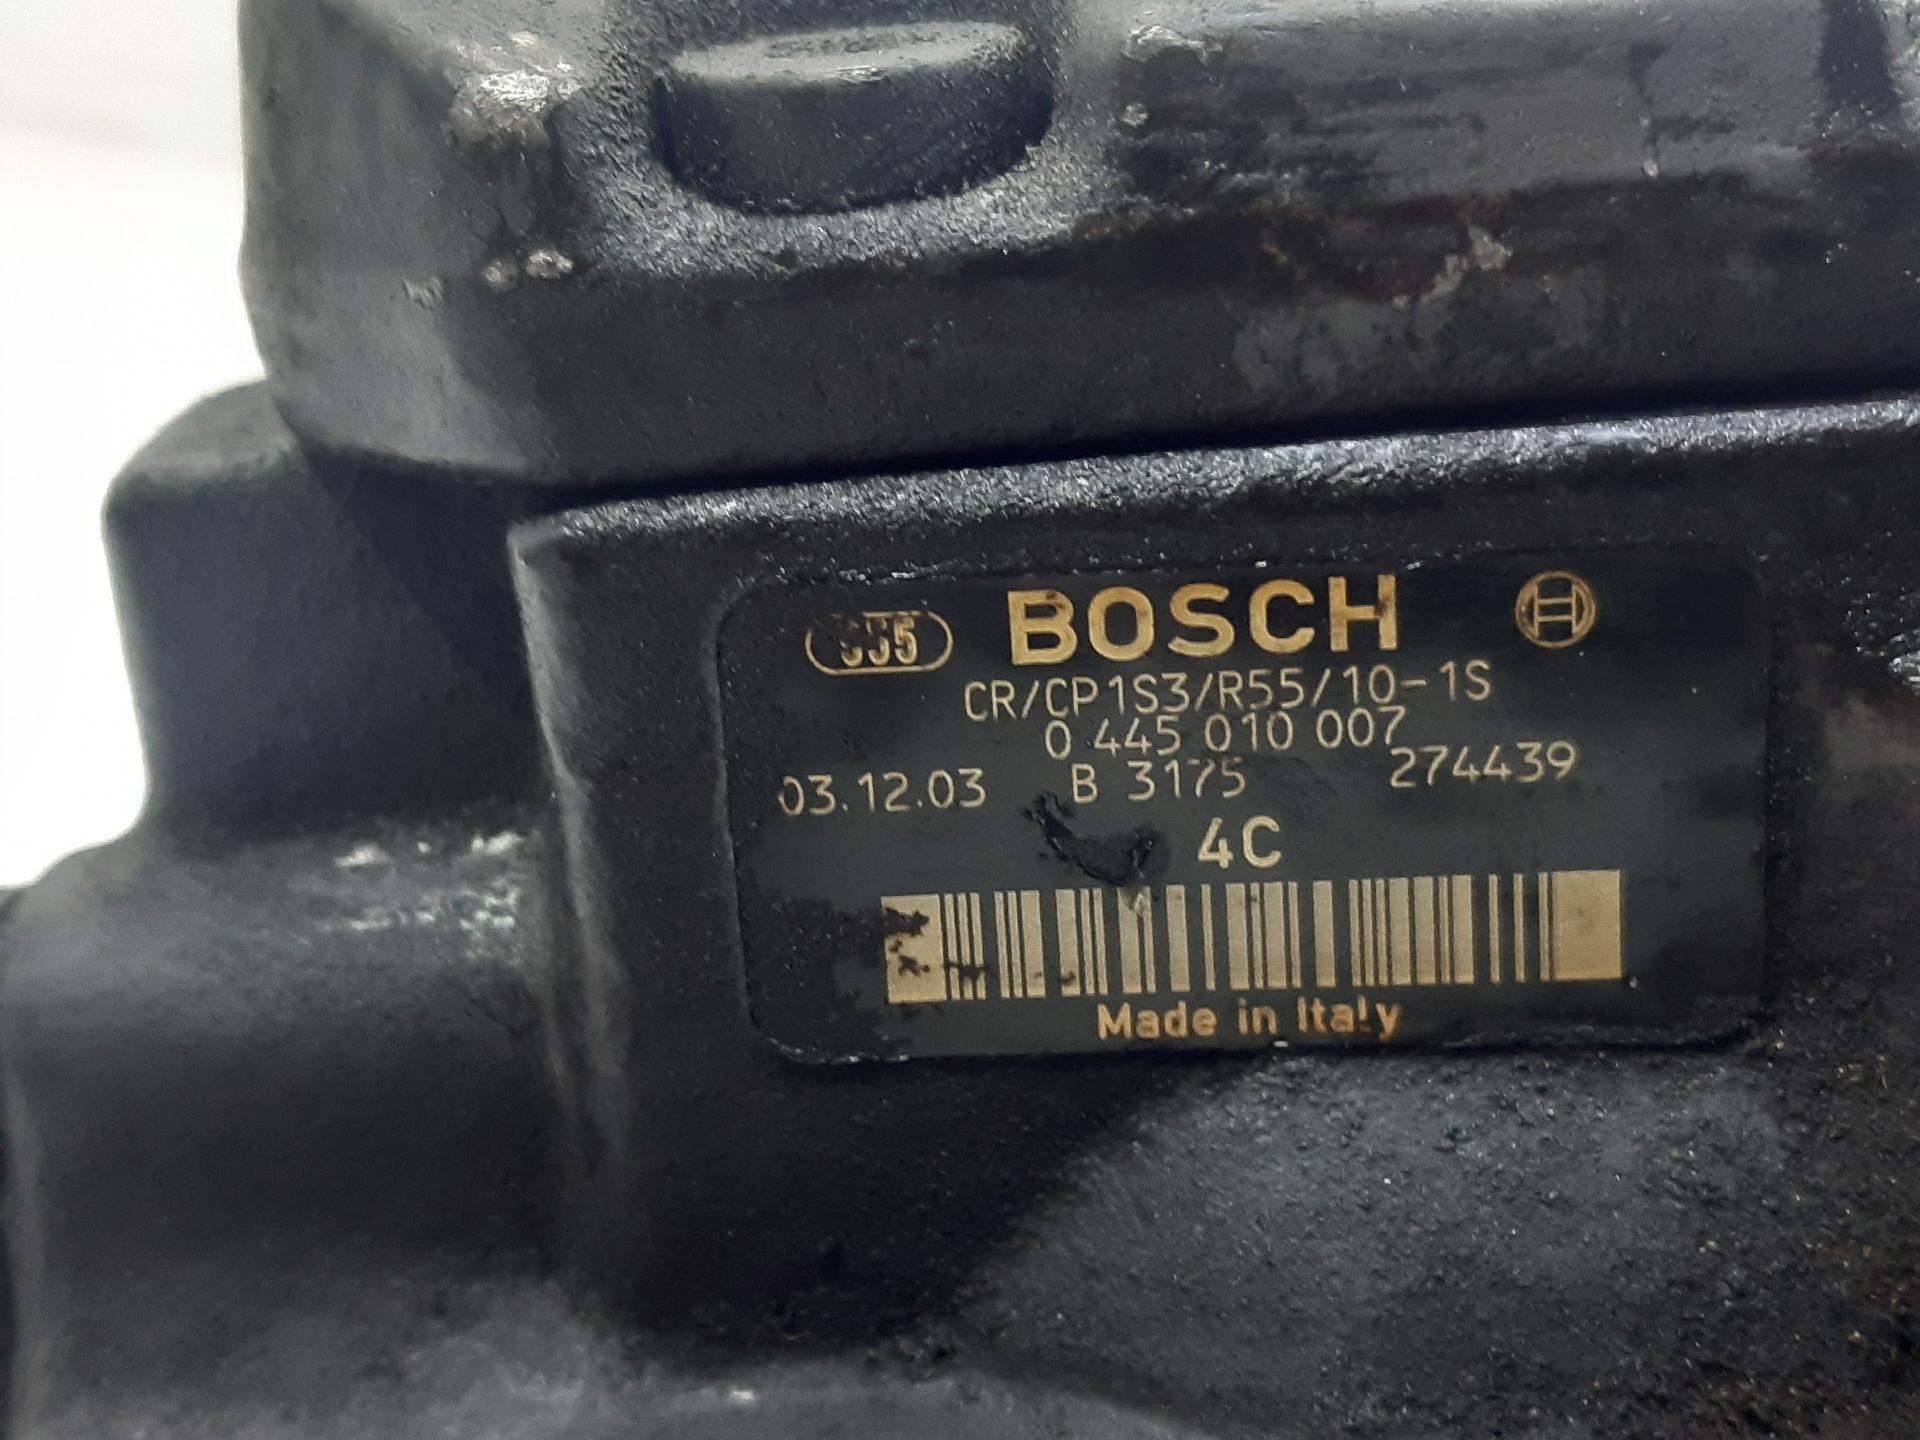 BOSCH
CR/CP1S3/R55/10-1S
0 445 010 007
03.12.03 B 3175 274439
4C
Made in Italy